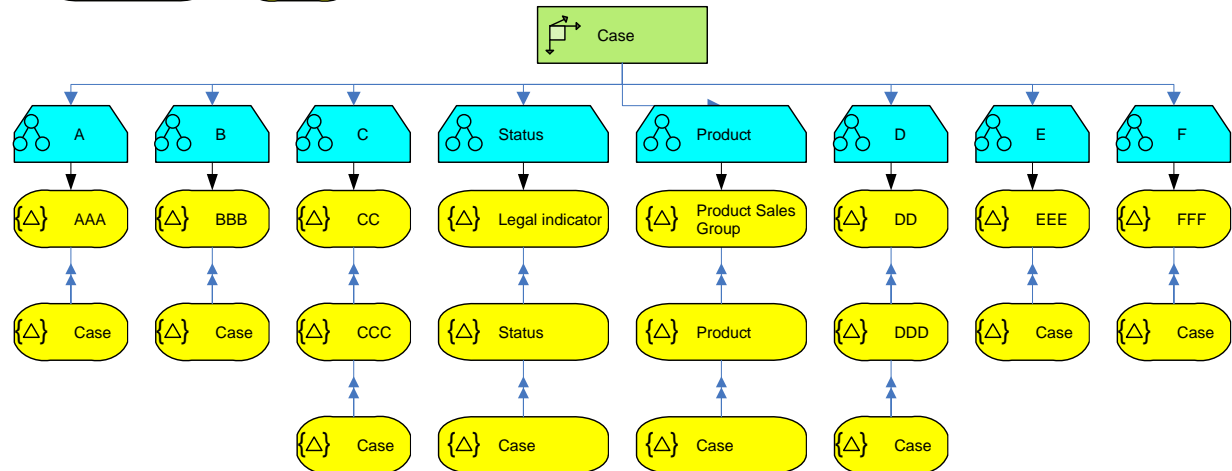 Case
A
B
C
Status
Product
D
E
F
AAA
BBB
CC
Legal indicator
Product Sales
Group
DD
EEE
FFF
Case
Case
CCC
Status
Product
DDD
Case
Case
Case
Case
Case
Case